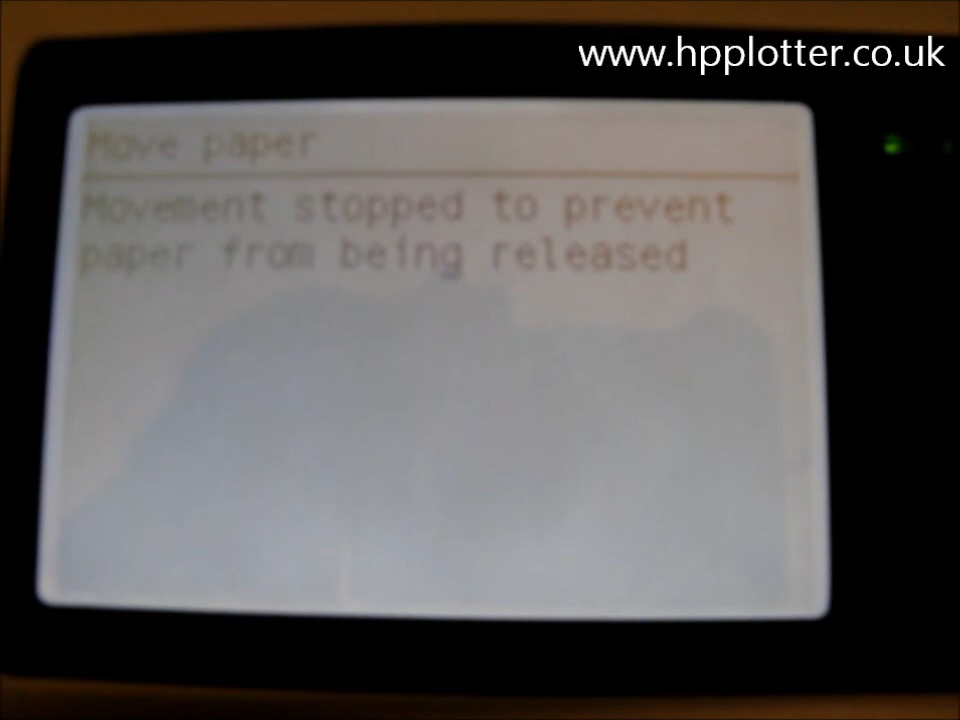 www.hpplotter.co.uk
Move paper
Movement stopped to prevent
paper from being released